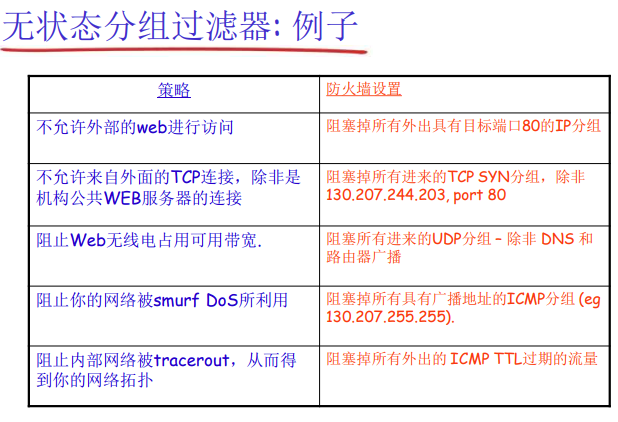 无状态分组过滤器: 例子
策略
防火墙设置
不允许外部的web进行访问
阻塞掉所有外出具有目标端口80的IP分组
不允许来自外面的TCP连接，除非是
机构公共WEB服务器的连接
阻塞掉所有进来的TCP SYN分组，除非
130.207.244.203, port 80
阻止Web无线电占用可用带宽.
阻塞所有进来的UDP分组 - 除非 DNS 和
路由器广播
阻止你的网络被smurf DoS所利用
阻塞掉所有具有广播地址的ICMP分组 (eg
130.207.255.255).
阻止内部网络被tracerout，从而得
到你的网络拓扑
阻塞掉所有外出的 ICMP TTL过期的流量